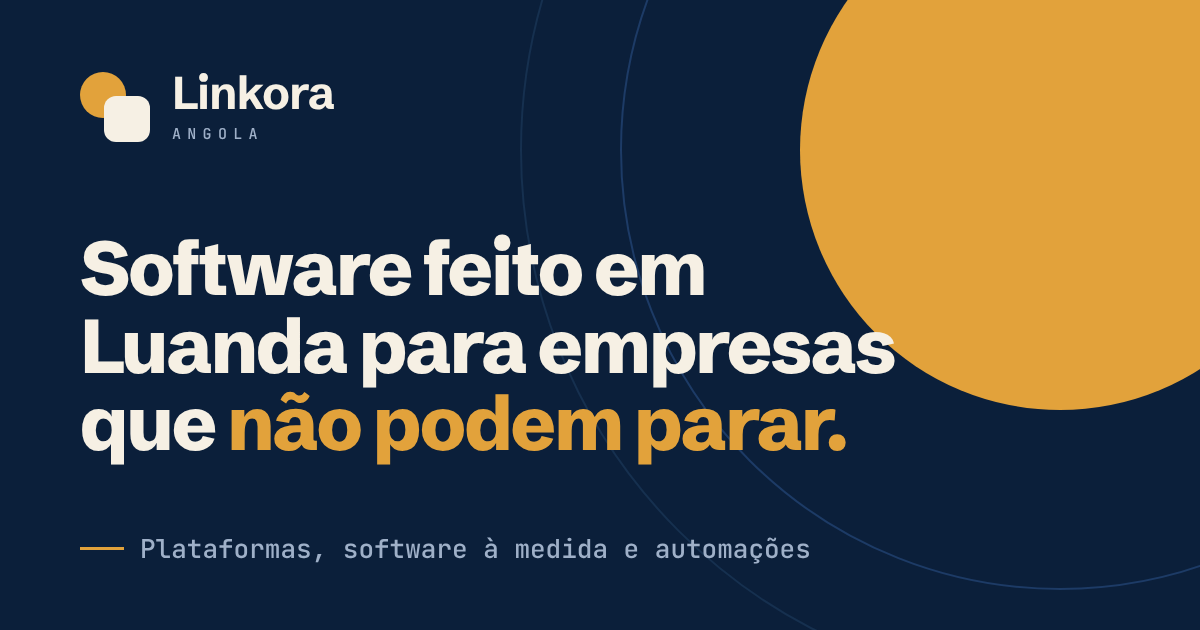 Linkora
ANGOLA
Software feito em
Luanda para empresas
que não podem parar.
Plataformas, software à medida e automações